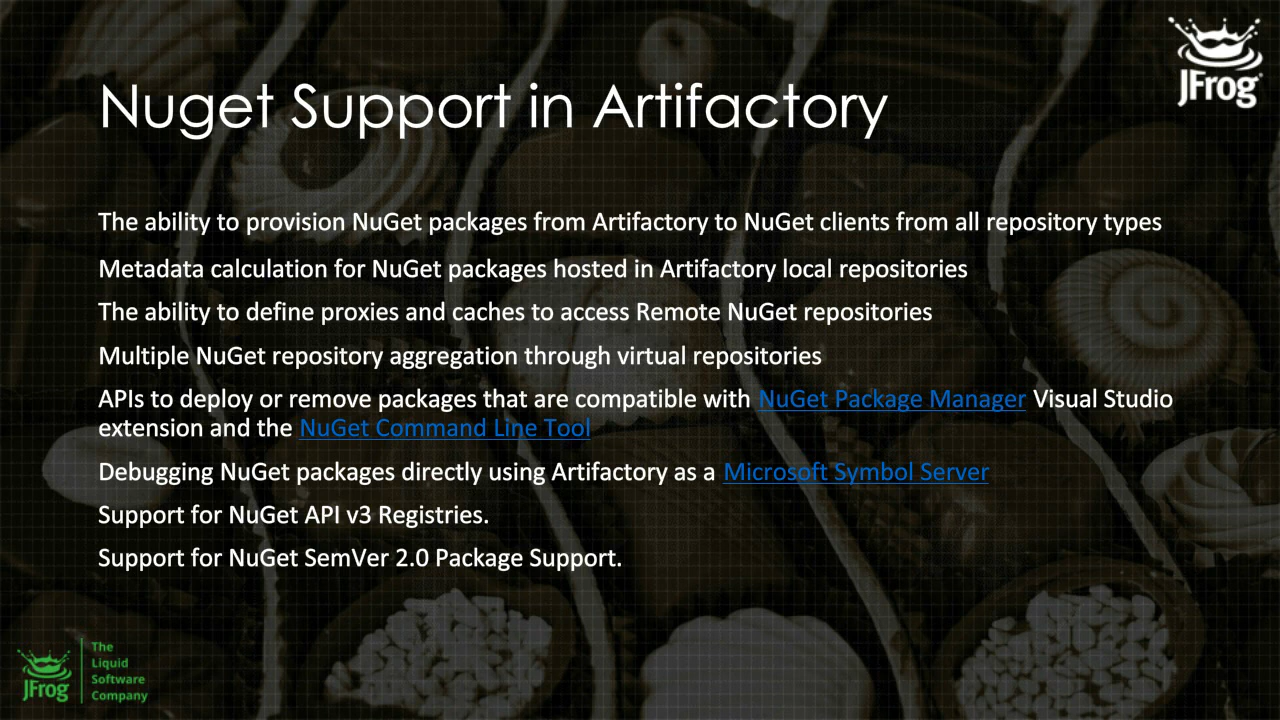 JFrog
Nuget Support in Artifactory
The ability to provision NuGet packages from Artifactory to NuGet clients from all repository types
Metadata calculation for NuGet packages hosted in Artifactory local repositories
The ability to define proxies and caches to access Remote NuGet repositories
Multiple NuGet repository aggregation through virtual repositories
APIs to deploy or remove packages that are compatible with NuGet Package Manager Visual Studio
extension and the NuGet Command Line Tool
Debugging NuGet packages directly using Artifactory as a Microsoft Symbol Server
Support for NuGet API v3 Registries.
Support for NuGet SemVer 2.0 Package Support.
JFrog
The
Liquid
Software
Company